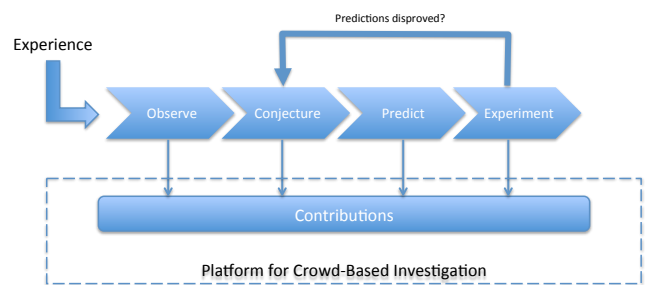 Predictions disproved?
Experience
Observe
Conjecture
Predict
Experiment
Contributions
Platform for Crowd-Based Investigation